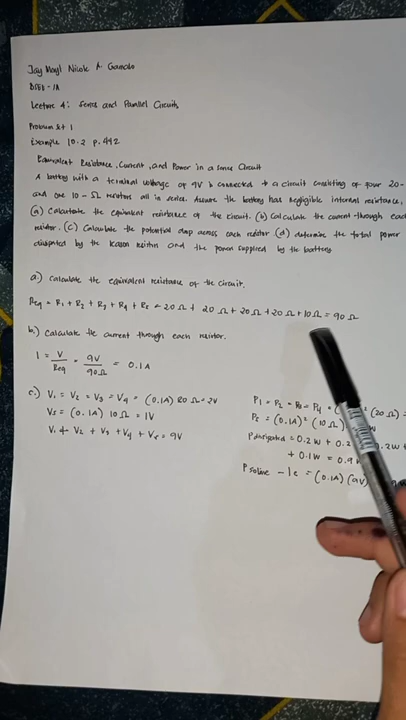 Jay Mayl Nicole A. Gamalo
BSED - 1A
Lecture 4: Series and Parallel Circuits
Problem Set 1
Example 10.2 p. 442
Equivalent Resistance, Current, and Power in a Series Circuit
A battery with a terminal voltage of 9V is connected to a circuit consisting of four 20-
and one 10-Ω resistors all in series. Assume the battery has negligible internal resistance,
(a) Calculate the equivalent resistance of the circuit. (b) Calculate the current through each
resistor. (c) Calculate the potential drop across each resistor (d) determine the total power
dissipated by the resistors and the power supplied by the battery
a.) Calculate the equivalent resistance of the circuit.
Req = R1 + R2 + R3 + R4 + R5 = 20 Ω + 20 Ω + 20 Ω + 20 Ω + 10 Ω = 90 Ω
b.) Calculate the current through each resistor.
I = V / Req = 9V / 90 Ω = 0.1 A
c.) V1 = V2 = V3 = V4 = (0.1A) 20 Ω = 2V
V5 = (0.1A) 10 Ω = 1V
V1 + V2 + V3 + V4 + V5 = 9V
P1 = P2 = P3 = P4 = (20 Ω) =
P5 = (0.1A)² (10 Ω)
P dissipated = 0.2 W + 0.2 0.2W +
+ 0.1W = 0.9 W
= (0.1A) (9V)